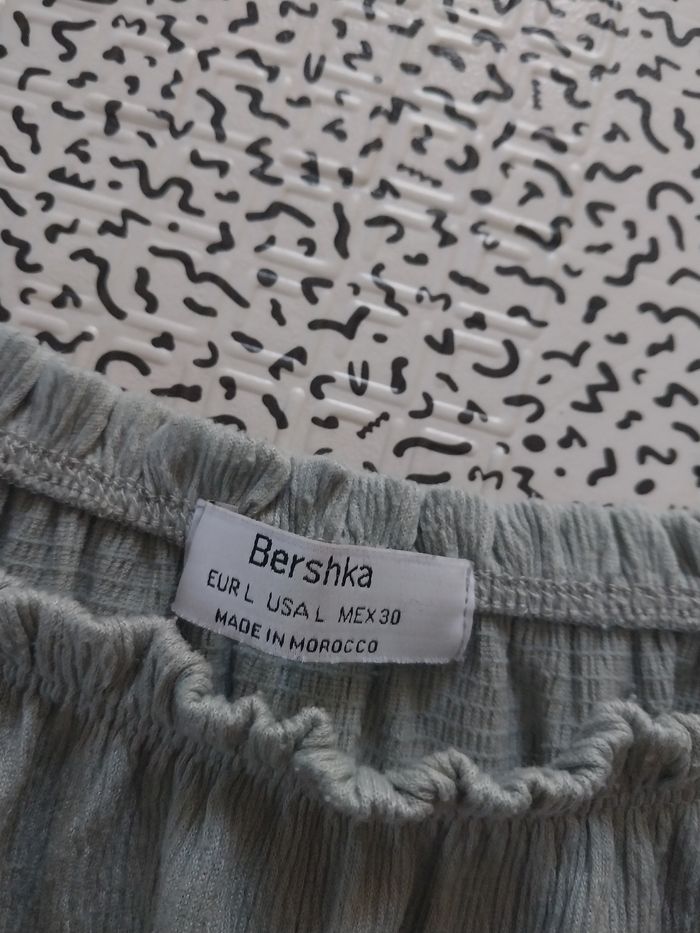 Bershka
EUR L USA L MEX 30
MADE IN MOROCCO